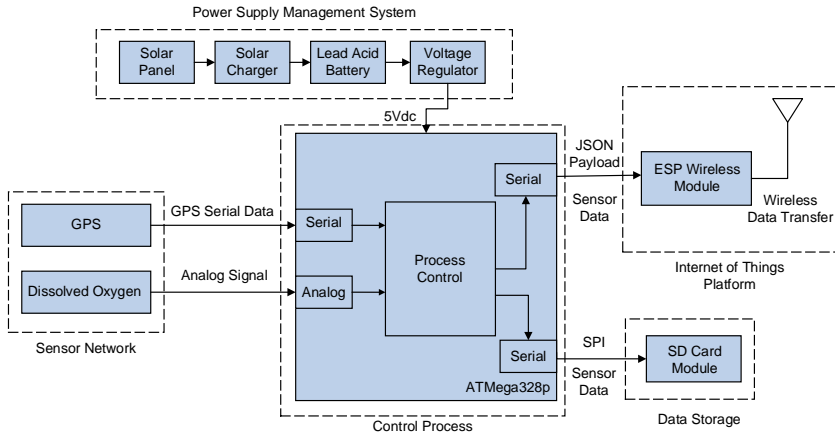 Power Supply Management System
Solar
Panel
Solar
Charger
Lead Acid
Battery
Voltage
Regulator
5Vdc
JSON
Payload
Sensor
Data
ESP Wireless
Module
Wireless
Data Transfer
Internet of Things
Platform
GPS
GPS Serial Data
Dissolved Oxygen
Analog Signal
Sensor Network
Serial
Analog
Process
Control
Serial
Serial
ATMega328p
Control Process
SPI
Sensor
Data
SD Card
Module
Data Storage